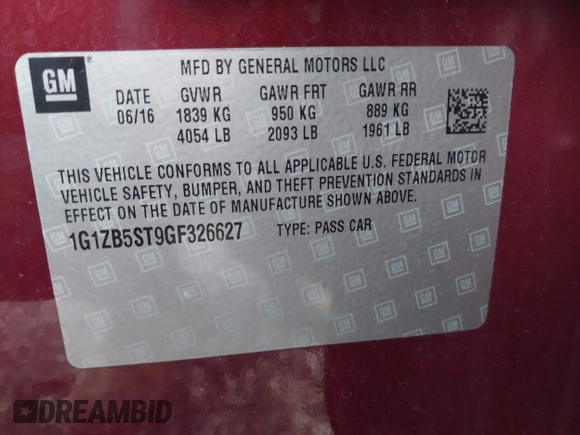 GM
MFD BY GENERAL MOTORS LLC
DATE GVWR GAWR FRT GAWR RR
06/16 1839 KG 950 KG 889 KG
4054 LB 2093 LB 1961 LB
THIS VEHICLE CONFORMS TO ALL APPLICABLE U.S. FEDERAL MOTOR
VEHICLE SAFETY, BUMPER, AND THEFT PREVENTION STANDARDS IN
EFFECT ON THE DATE OF MANUFACTURE SHOWN ABOVE.
1G1ZB5ST9GF326627 TYPE: PASS CAR
DREAMBID